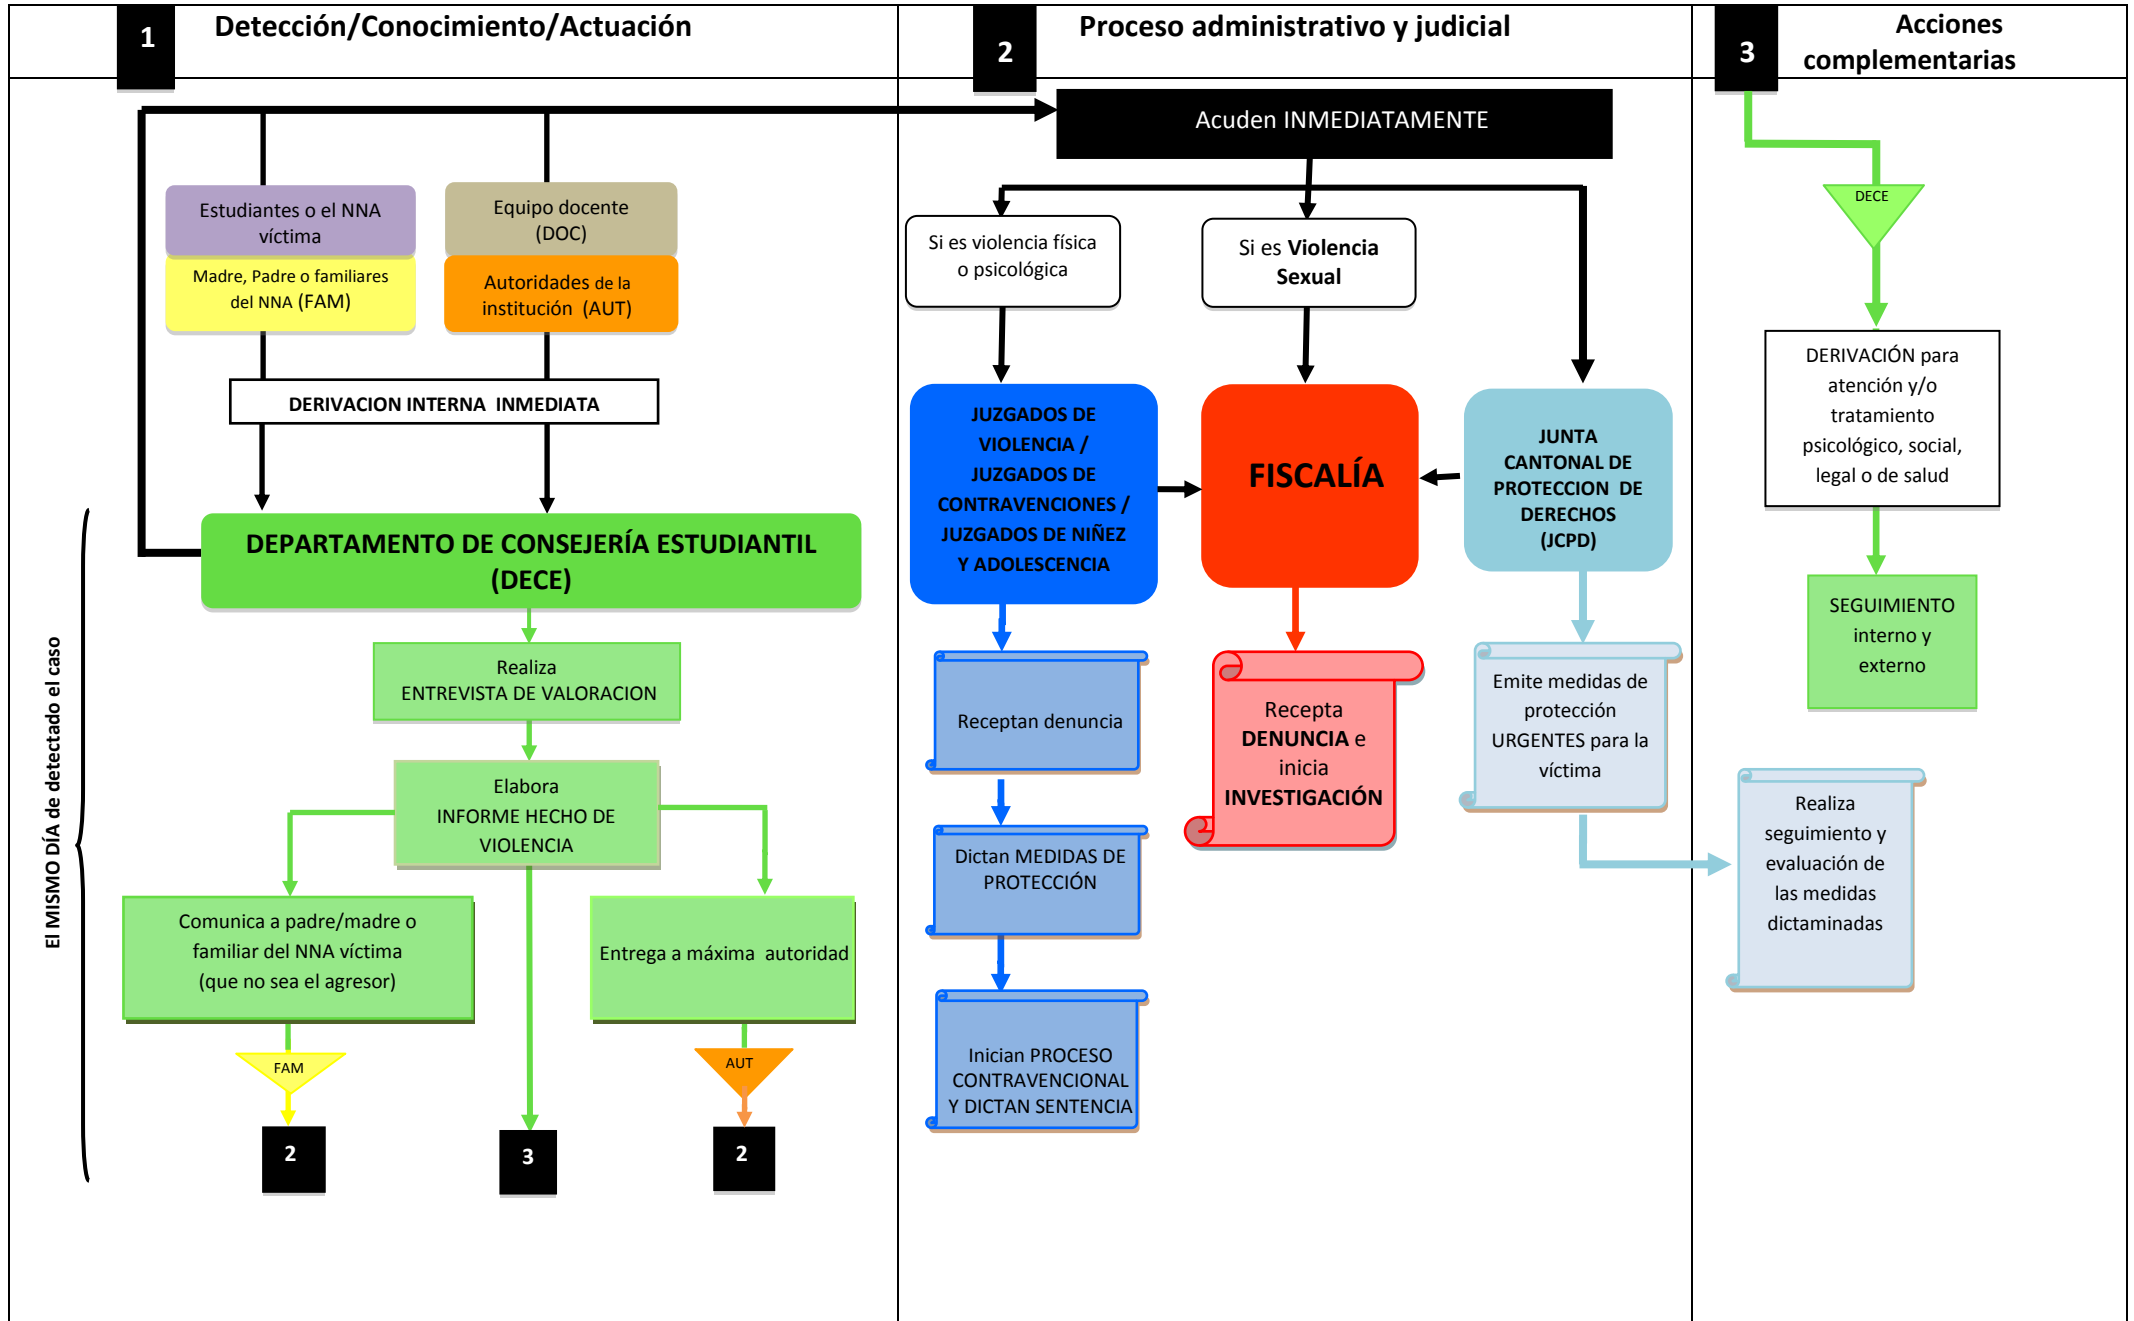 1
Detección/Conocimiento/Actuación
2
Proceso administrativo y judicial
3
Acciones
complementarias
Estudiantes o el NNA
víctima
Madre, Padre o familiares
del NNA (FAM)
Equipo docente
(DOC)
Autoridades de la
institución (AUT)
DERIVACION INTERNA INMEDIATA
El MISMO DÍA de detectado el caso
DEPARTAMENTO DE CONSEJERÍA ESTUDIANTIL
(DECE)
Realiza
ENTREVISTA DE VALORACION
Elabora
INFORME HECHO DE
VIOLENCIA
Comunica a padre/madre o
familiar del NNA víctima
(que no sea el agresor)
Entrega a máxima autoridad
FAM
AUT
2
3
2
Acuden INMEDIATAMENTE
Si es violencia física
o psicológica
Si es Violencia
Sexual
JUZGADOS DE
VIOLENCIA /
JUZGADOS DE
CONTRAVENCIONES /
JUZGADOS DE NIÑEZ
Y ADOLESCENCIA
FISCALÍA
JUNTA
CANTONAL DE
PROTECCION DE
DERECHOS
(JCPD)
Receptan denuncia
Dictan MEDIDAS DE
PROTECCIÓN
Inician PROCESO
CONTRAVENCIONAL
Y DICTAN SENTENCIA
Recepta
DENUNCIA e
inicia
INVESTIGACIÓN
Emite medidas de
protección
URGENTES para la
víctima
DECE
DERIVACIÓN para
atención y/o
tratamiento
psicológico, social,
legal o de salud
SEGUIMIENTO
interno y
externo
Realiza
seguimiento y
evaluación de
las medidas
dictaminadas